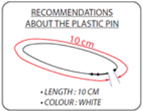 RECOMMENDATIONS
ABOUT THE PLASTIC PIN
10 cm
• LENGTH : 10 CM
• COLOUR : WHITE